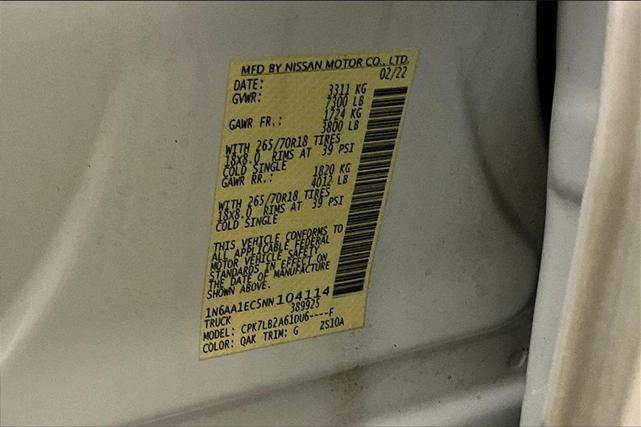 MFD BY NISSAN MOTOR CO., LTD.
DATE: 02/22
GVWR: 3311 KG
7300 LB
GAWR FR.: 1724 KG
3800 LB
WITH 265/70R18 TIRES
18X8.0 RIMS AT 39 PSI
COLD SINGLE
GAWR RR.: 1820 KG
4012 LB
WITH 265/70R18 TIRES
18X8.0 RIMS AT 39 PSI
COLD SINGLE
THIS VEHICLE CONFORMS TO
ALL APPLICABLE FEDERAL
MOTOR VEHICLE SAFETY
STANDARDS IN EFFECT ON
THE DATE OF MANUFACTURE
SHOWN ABOVE.
1N6AA1EC5NN104114
TRUCK 389925
MODEL: CPK7LB2A61DU6----F
COLOR: QAK TRIM: G ZS10A